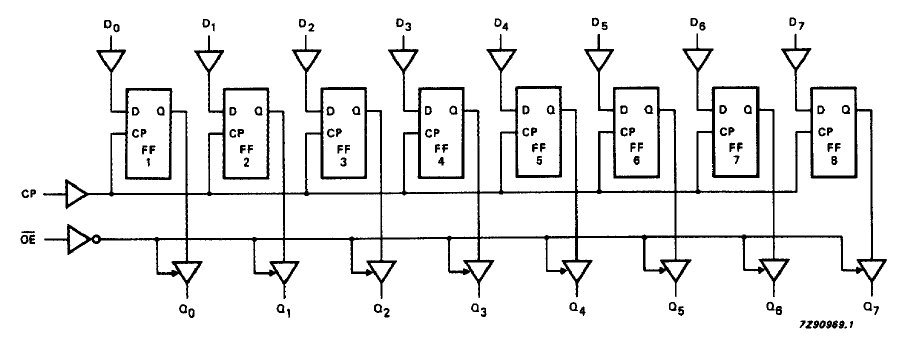 D0 D1 D2 D3 D4 D5 D6 D7
D Q D Q D Q D Q D Q D Q D Q D Q
CP CP CP CP CP CP CP CP
FF FF FF FF FF FF FF FF
1 2 3 4 5 6 7 8
CP
O̅E̅
Q0 Q1 Q2 Q3 Q4 Q5 Q6 Q7
7Z90969.1